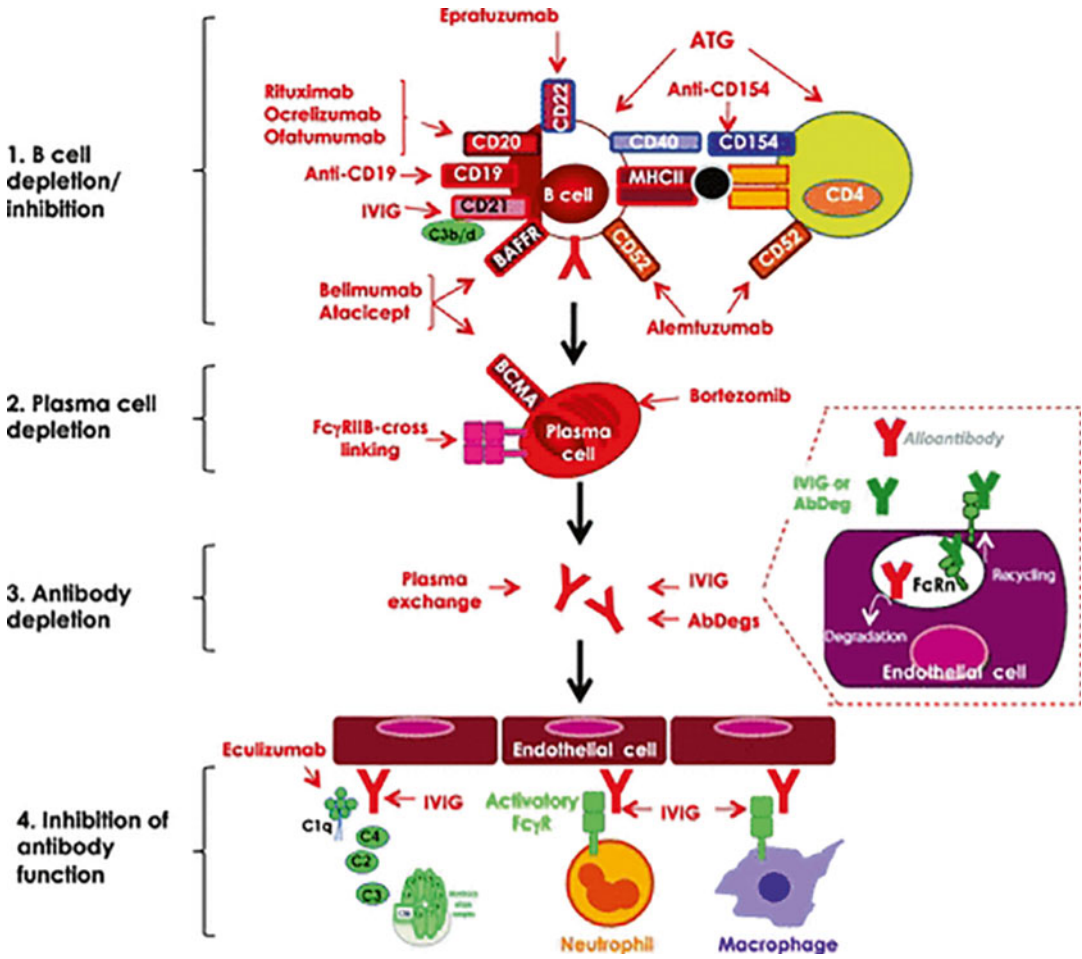 Epratuzumab
ATG
Anti-CD154
Rituximab
Ocrelizumab
Ofatumumab
CD22
CD20
CD40
CD154
1. B cell
depletion/
inhibition
Anti-CD19
CD19
B cell
MHCII
CD4
IVIG
CD21
C3b/d
BAFFR
CD52
CD52
Belimumab
Atacicept
Alemtuzumab
2. Plasma cell
depletion
BCMA
Bortezomib
FcγRIIB-cross
linking
Plasma
cell
Alloantibody
IVIG or
AbDeg
3. Antibody
depletion
Plasma
exchange
IVIG
AbDegs
FcRn
Recycling
Degradation
Endothelial cell
Endothelial cell
Eculizumab
4. Inhibition of
antibody
function
IVIG
Activatory
FcγR
IVIG
C1q
C4
C2
C3
Neutrophil
Macrophage